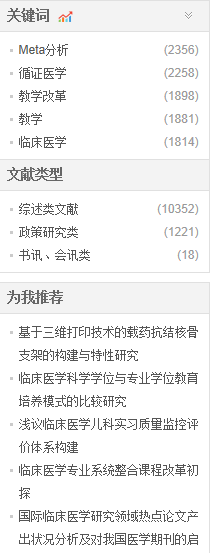 关键词
Meta分析 (2356)
循证医学 (2258)
教学改革 (1898)
教学 (1881)
临床医学 (1814)
文献类型
综述类文献 (10352)
政策研究类 (1221)
书讯、会讯类 (18)
为我推荐
基于三维打印技术的载药抗结核骨
支架的构建与特性研究
临床医学科学学位与专业学位教育
培养模式的比较研究
浅议临床医学儿科实习质量监控评
价体系构建
临床医学专业系统整合课程改革初
探
国际临床医学研究领域热点论文产
出状况分析及对我国医学期刊的启